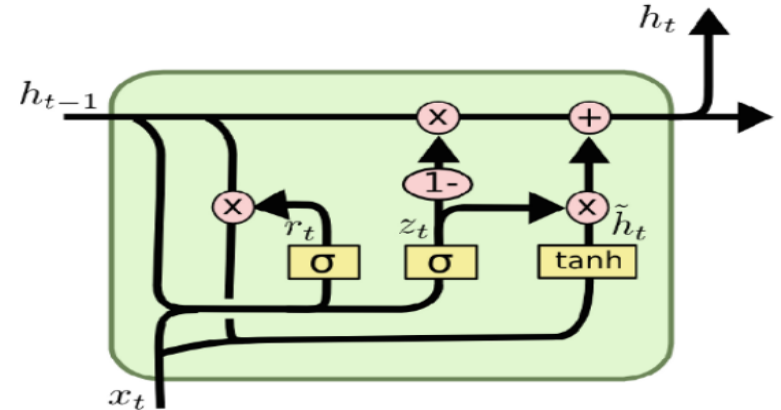 h_t
h_{t-1}
×
+
1-
×
r_t
z_t
×
h̃_t
σ
σ
tanh
x_t